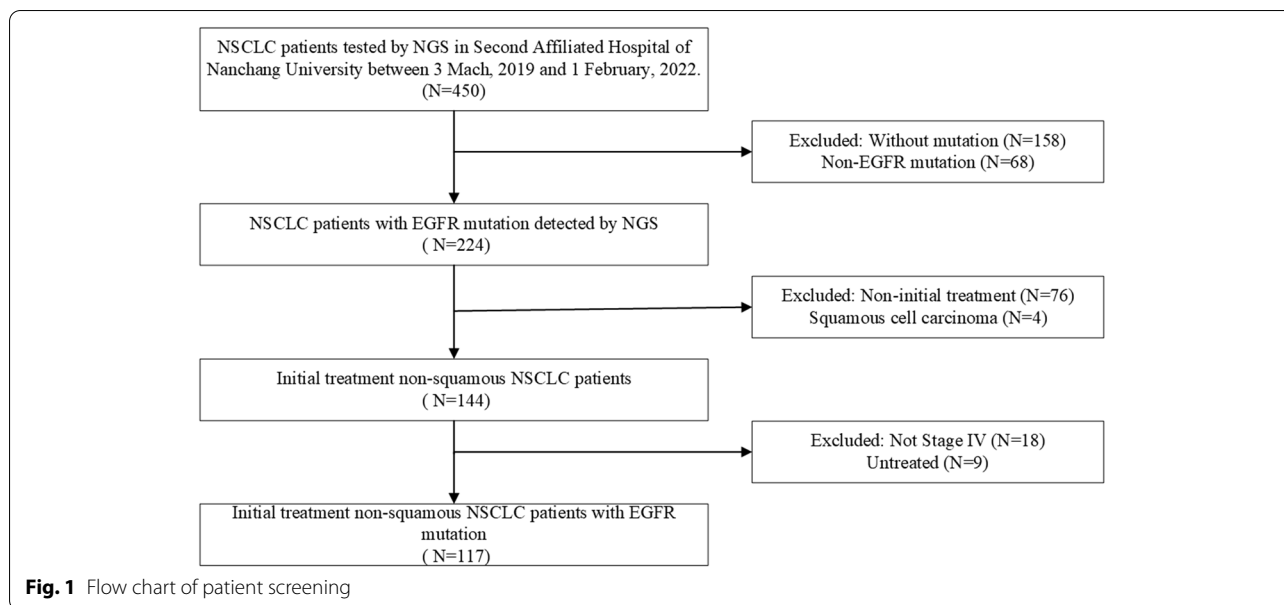 NSCLC patients tested by NGS in Second Affiliated Hospital of
Nanchang University between 3 Mach, 2019 and 1 February, 2022.
(N=450)
Excluded: Without mutation (N=158)
Non-EGFR mutation (N=68)
NSCLC patients with EGFR mutation detected by NGS
( N=224)
Excluded: Non-initial treatment (N=76)
Squamous cell carcinoma (N=4)
Initial treatment non-squamous NSCLC patients
( N=144)
Excluded: Not Stage IV (N=18)
Untreated (N=9)
Initial treatment non-squamous NSCLC patients with EGFR
mutation
( N=117)
Fig. 1 Flow chart of patient screening